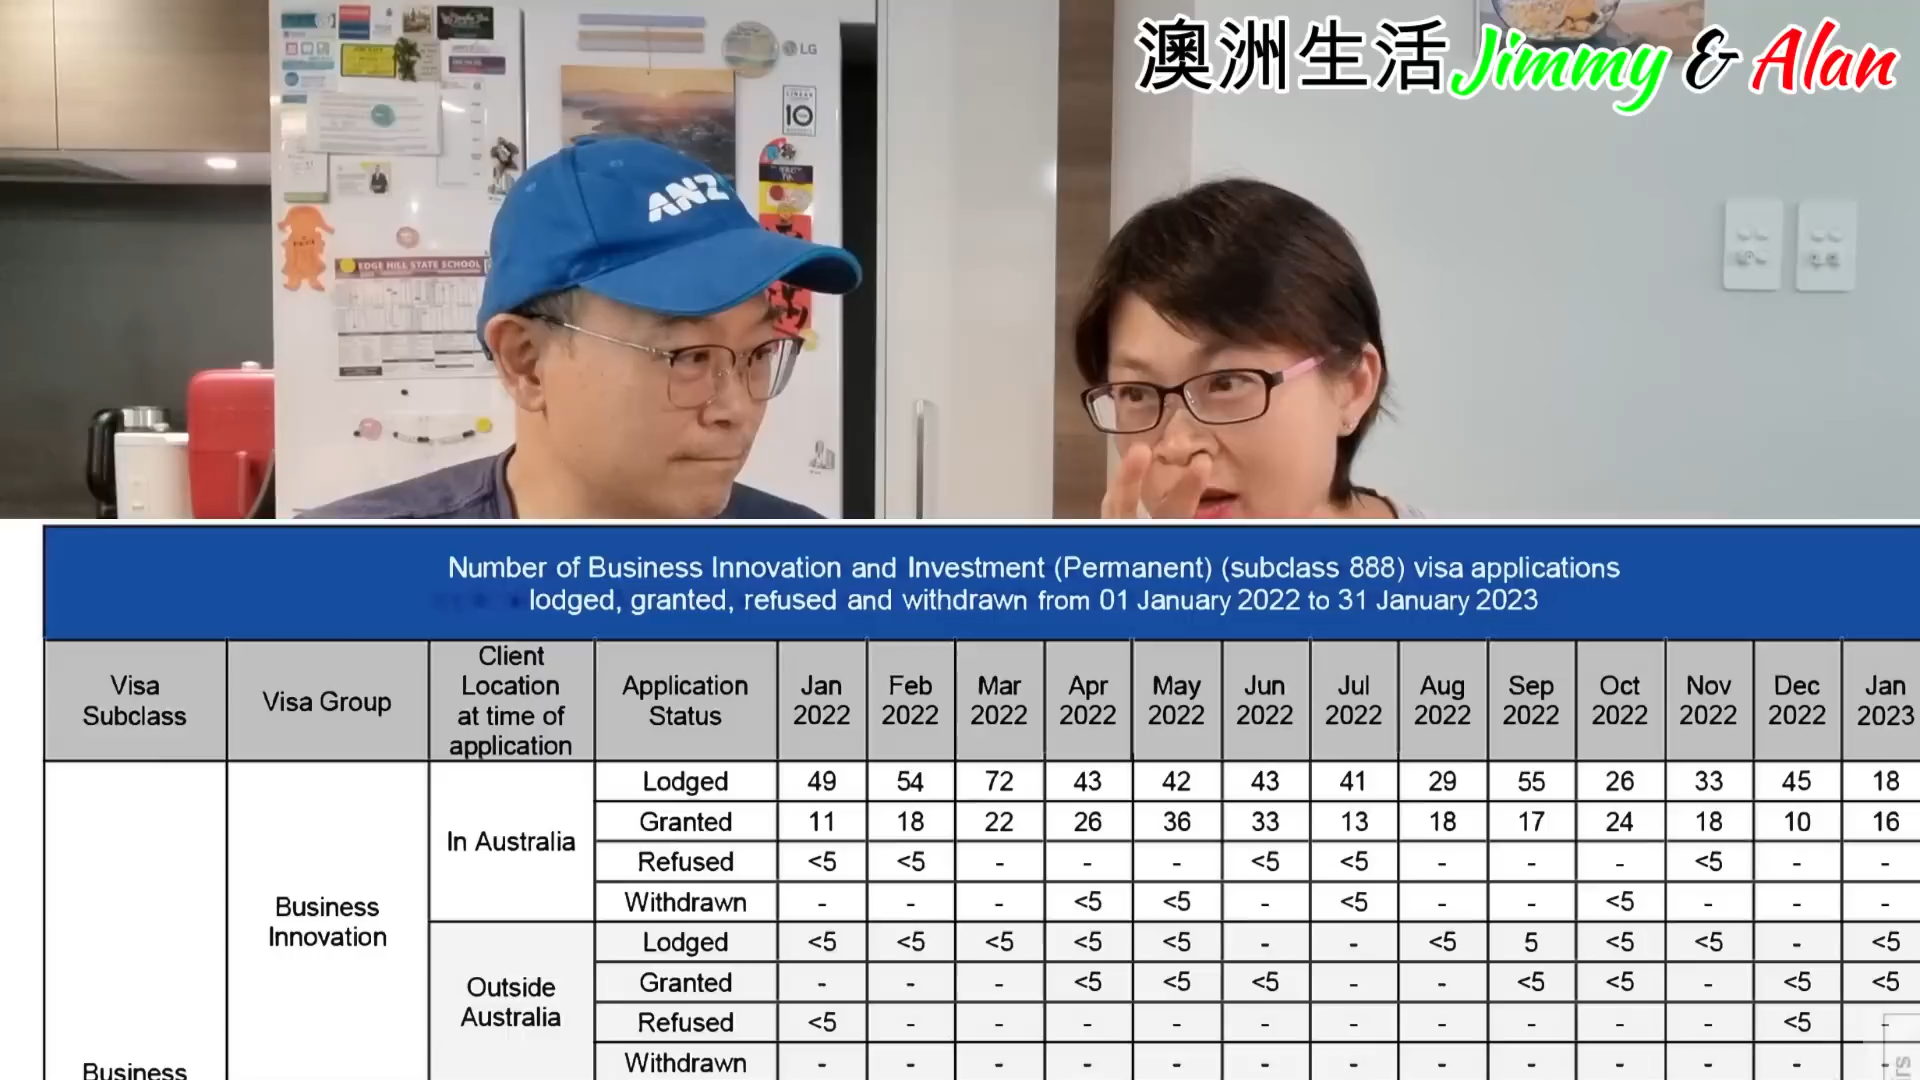 澳洲生活Jimmy & Alan
LG
LINEAR
10
ANZ
EDGE HILL STATE SCHOOL
Number of Business Innovation and Investment (Permanent) (subclass 888) visa applications
lodged, granted, refused and withdrawn from 01 January 2022 to 31 January 2023
Visa Subclass
Visa Group
Client Location at time of application
Application Status
Jan 2022
Feb 2022
Mar 2022
Apr 2022
May 2022
Jun 2022
Jul 2022
Aug 2022
Sep 2022
Oct 2022
Nov 2022
Dec 2022
Jan 2023
Business
Business Innovation
In Australia
Lodged 49 54 72 43 42 43 41 29 55 26 33 45 18
Granted 11 18 22 26 36 33 13 18 17 24 18 10 16
Refused <5 <5 - - - <5 <5 - - - <5 - -
Withdrawn - - - <5 <5 - <5 - - <5 - - -
Outside Australia
Lodged <5 <5 <5 <5 <5 - - <5 5 <5 <5 - <5
Granted - - - <5 <5 <5 - - <5 <5 - <5 <5
Refused <5 - - - - - - - - - - <5 -
Withdrawn - - - - - - - - - - - - -